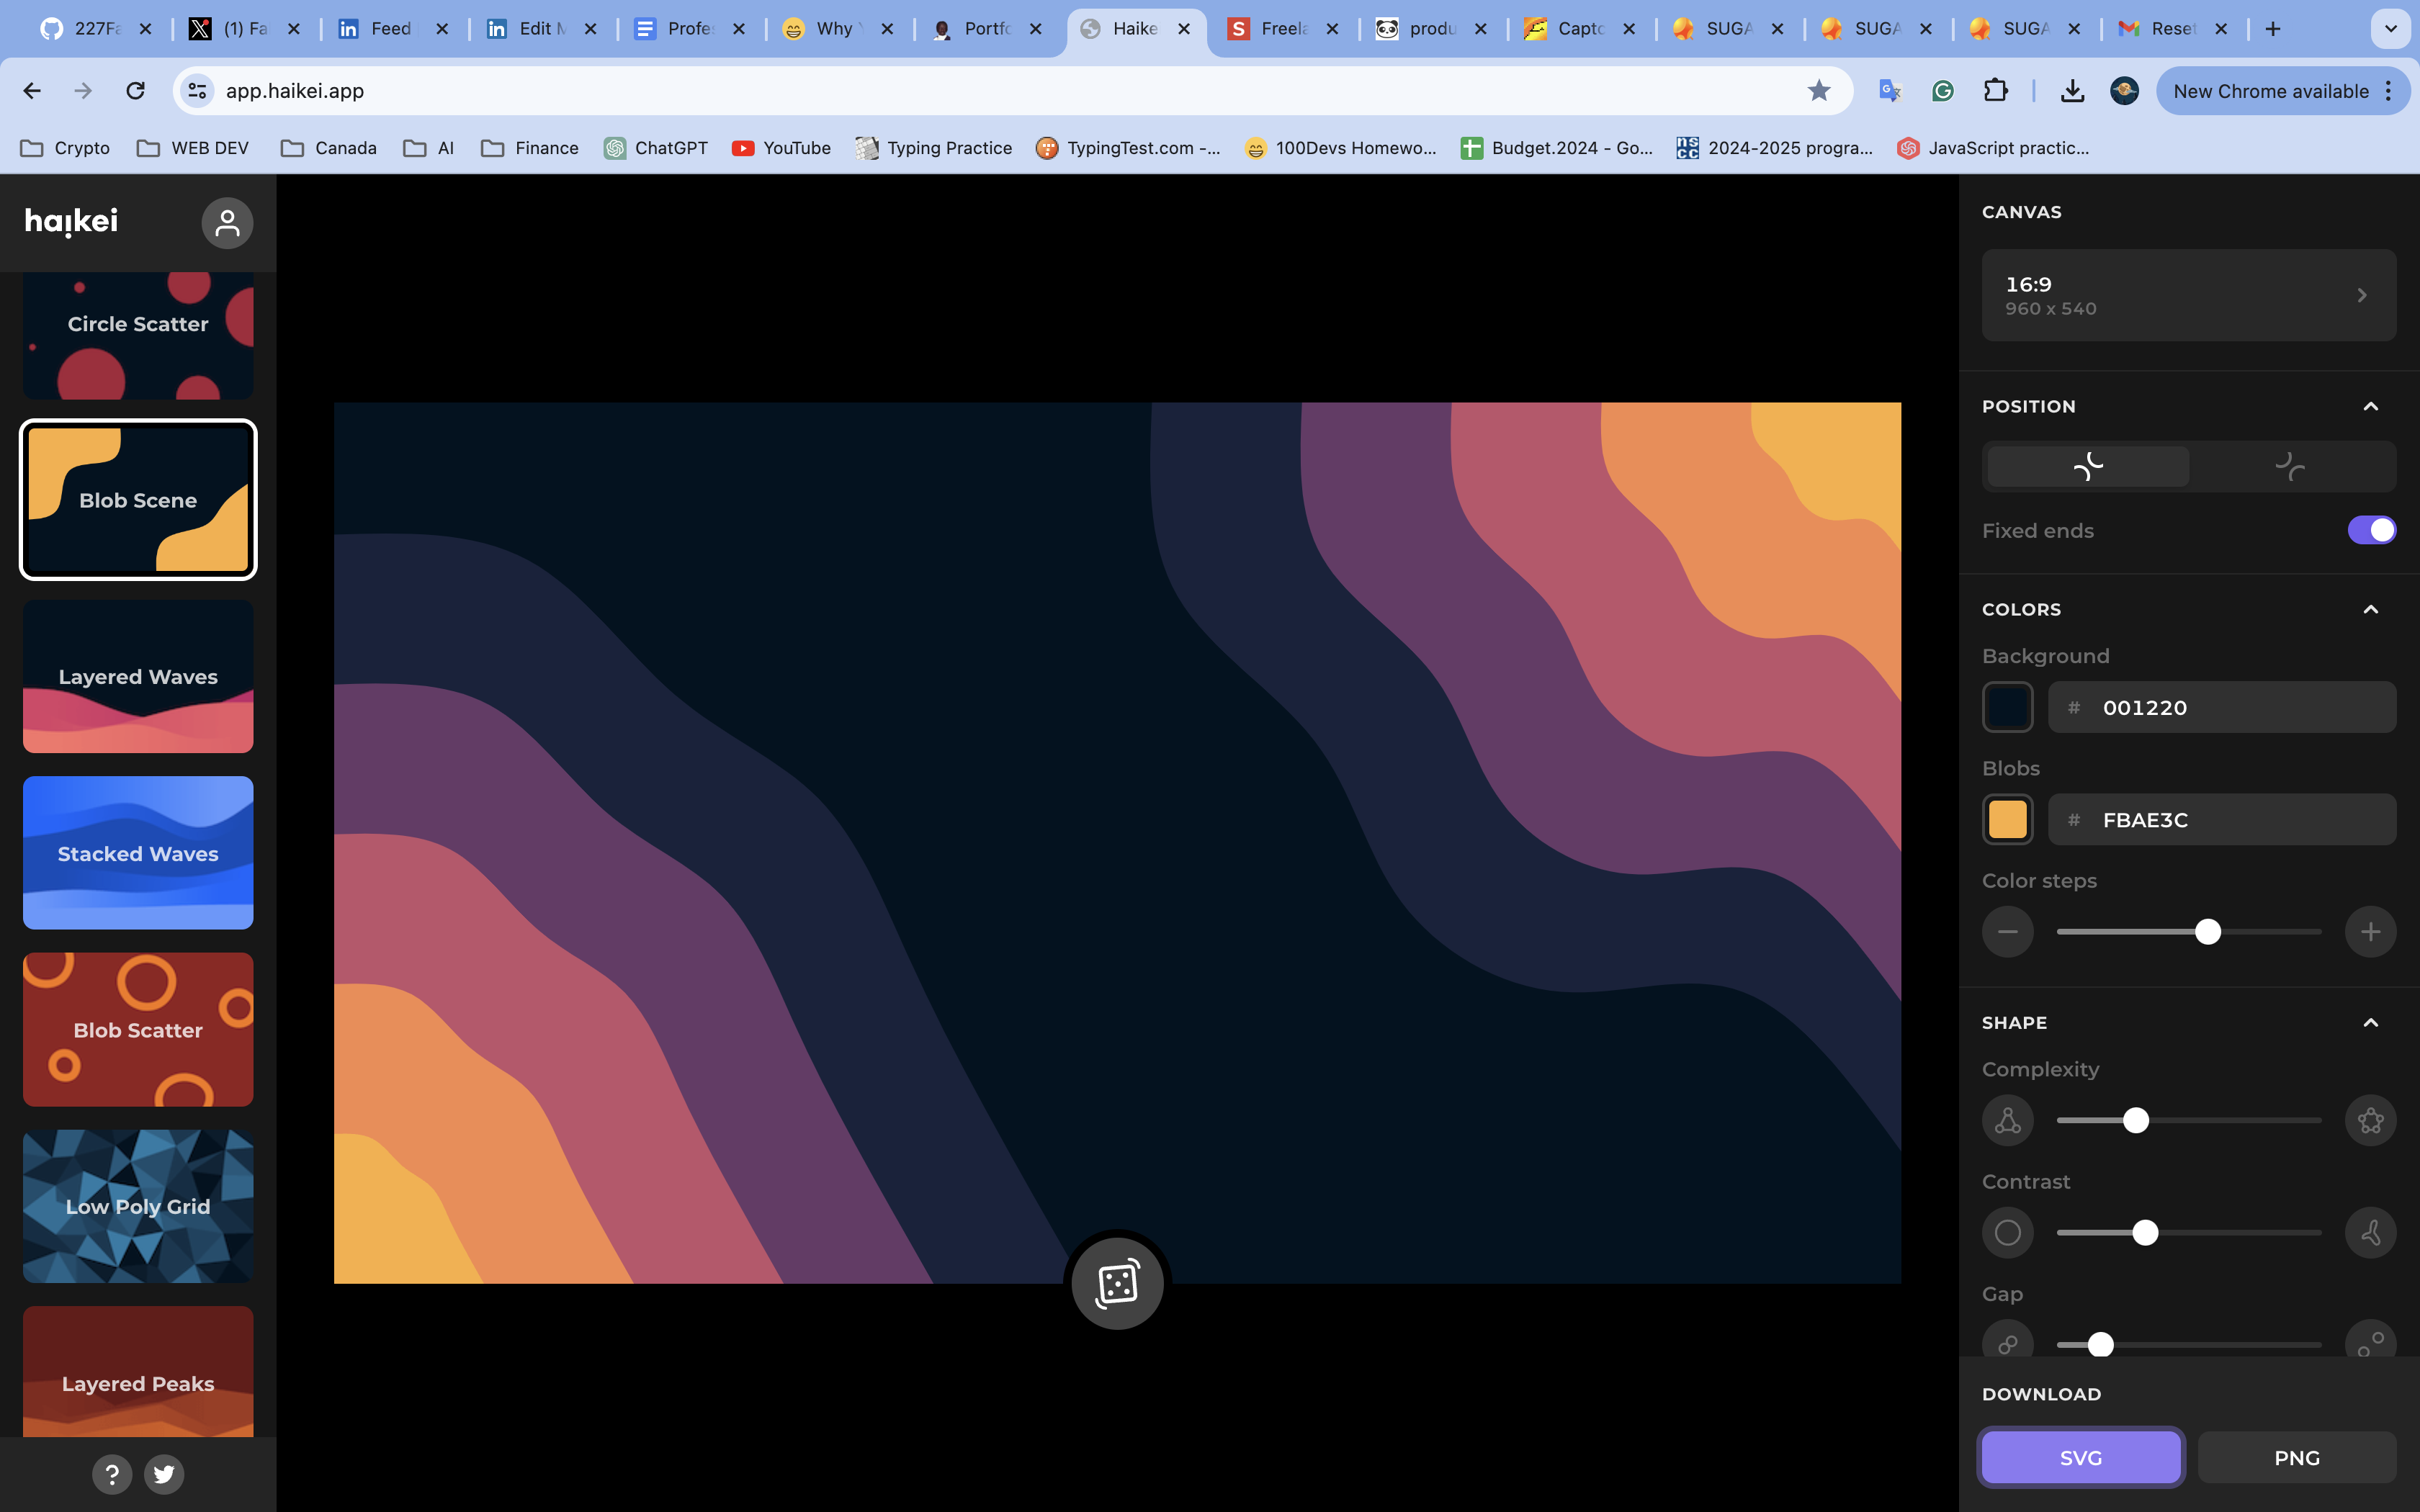 227Fa
(1) Fa
Feed
Edit M
Profes
Why Y
Portfo
Haike
Freela
produ
Capto
SUGA
SUGA
SUGA
Reset
app.haikei.app
New Chrome available
Crypto
WEB DEV
Canada
AI
Finance
ChatGPT
YouTube
Typing Practice
TypingTest.com -...
100Devs Homewo...
Budget.2024 - Go...
2024-2025 progra...
JavaScript practic...
haikei
Circle Scatter
Blob Scene
Layered Waves
Stacked Waves
Blob Scatter
Low Poly Grid
Layered Peaks
?
CANVAS
16:9
960 x 540
POSITION
Fixed ends
COLORS
Background
# 001220
Blobs
# FBAE3C
Color steps
SHAPE
Complexity
Contrast
Gap
DOWNLOAD
SVG
PNG